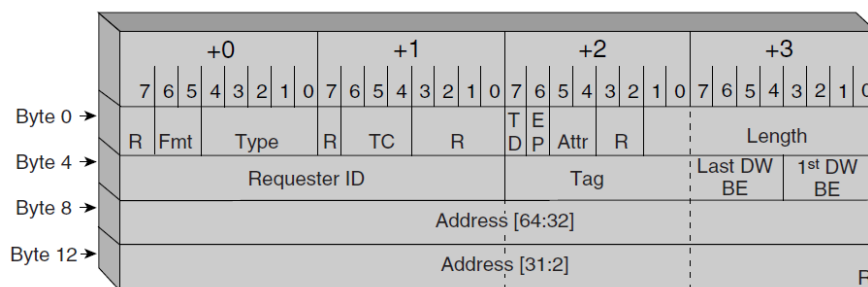 +0 +1 +2 +3
7 6 5 4 3 2 1 0 7 6 5 4 3 2 1 0 7 6 5 4 3 2 1 0 7 6 5 4 3 2 1 0
Byte 0 R Fmt Type R TC R TD EP Attr R Length
Byte 4 Requester ID Tag Last DW BE 1st DW BE
Byte 8 Address [64:32]
Byte 12 Address [31:2] R